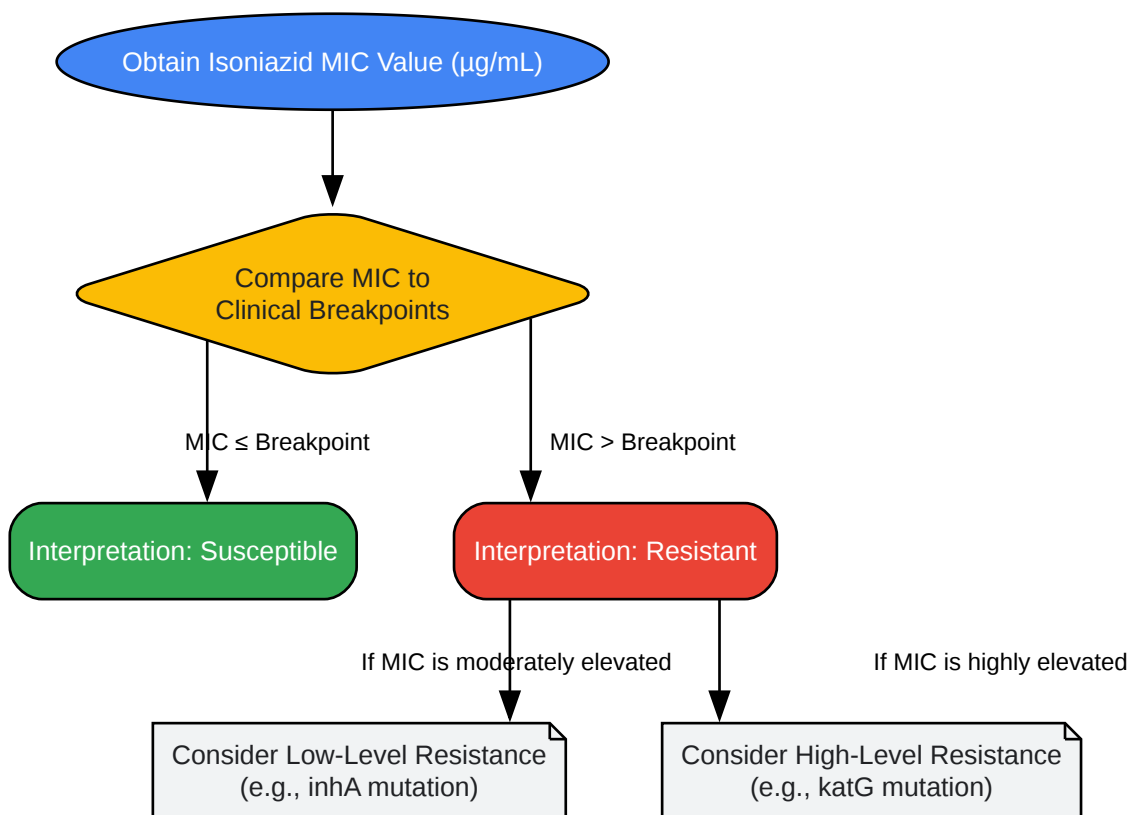 Obtain Isoniazid MIC Value (µg/mL)
Compare MIC to
Clinical Breakpoints
MIC ≤ Breakpoint
MIC > Breakpoint
Interpretation: Susceptible
Interpretation: Resistant
If MIC is moderately elevated
If MIC is highly elevated
Consider Low-Level Resistance
(e.g., inhA mutation)
Consider High-Level Resistance
(e.g., katG mutation)